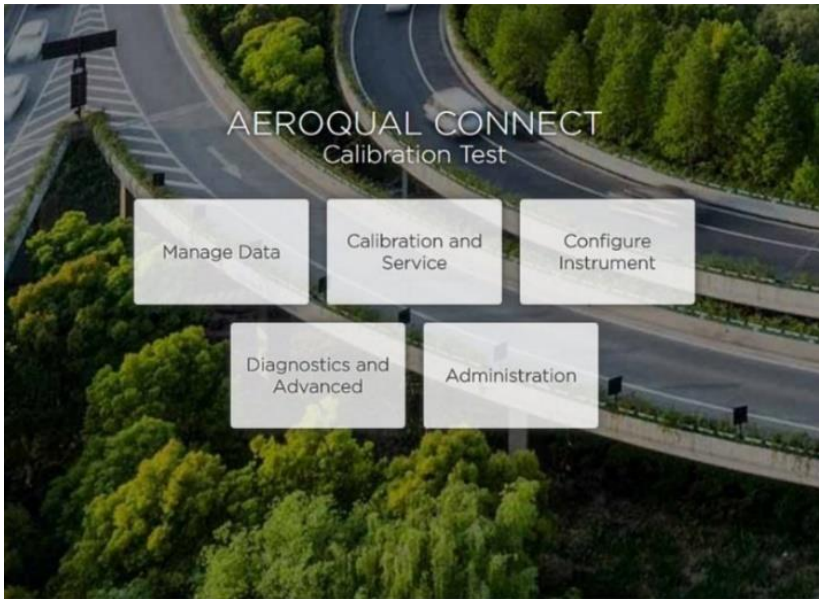 AEROQUAL CONNECT
Calibration Test
Manage Data
Calibration and
Service
Configure
Instrument
Diagnostics and
Advanced
Administration